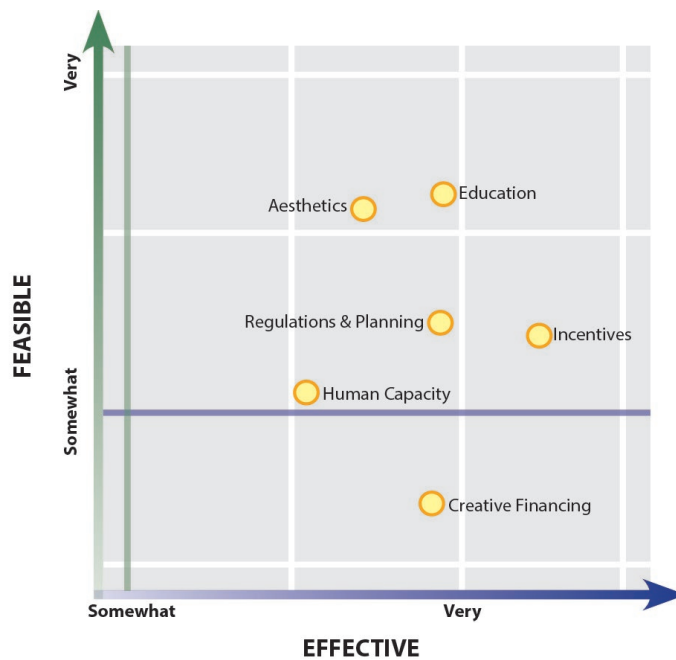 Very
Education
Aesthetics
FEASIBLE
Regulations & Planning
Incentives
Human Capacity
Somewhat
Creative Financing
Somewhat
Very
EFFECTIVE